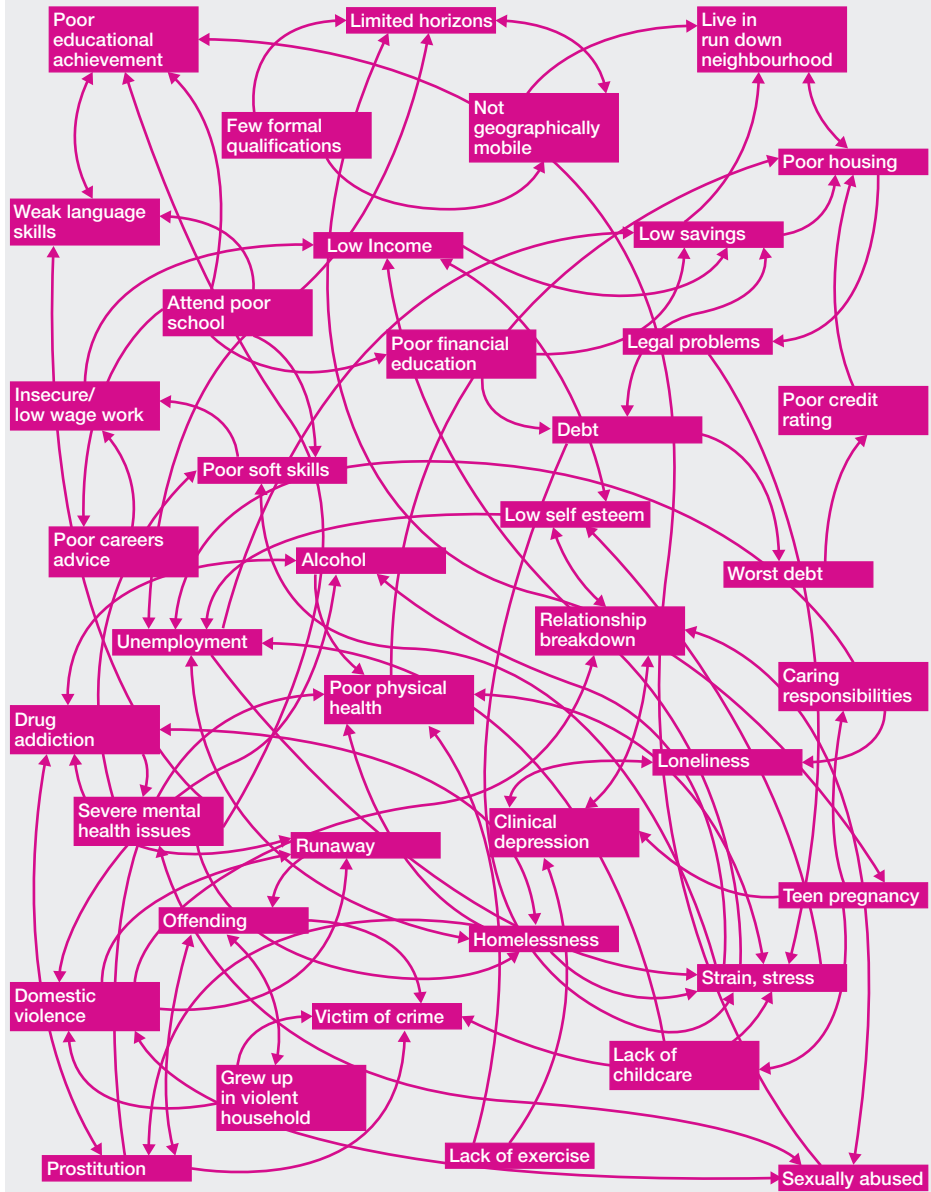 Poor
educational
achievement
Limited horizons
Live in
run down
neighbourhood
Few formal
qualifications
Not
geographically
mobile
Poor housing
Weak language
skills
Low Income
Low savings
Attend poor
school
Poor financial
education
Legal problems
Insecure/
low wage work
Poor credit
rating
Debt
Poor soft skills
Low self esteem
Poor careers
advice
Alcohol
Worst debt
Unemployment
Relationship
breakdown
Poor physical
health
Caring
responsibilities
Drug
addiction
Loneliness
Severe mental
health issues
Clinical
depression
Runaway
Teen pregnancy
Offending
Homelessness
Strain, stress
Domestic
violence
Victim of crime
Lack of
childcare
Grew up
in violent
household
Prostitution
Lack of exercise
Sexually abused